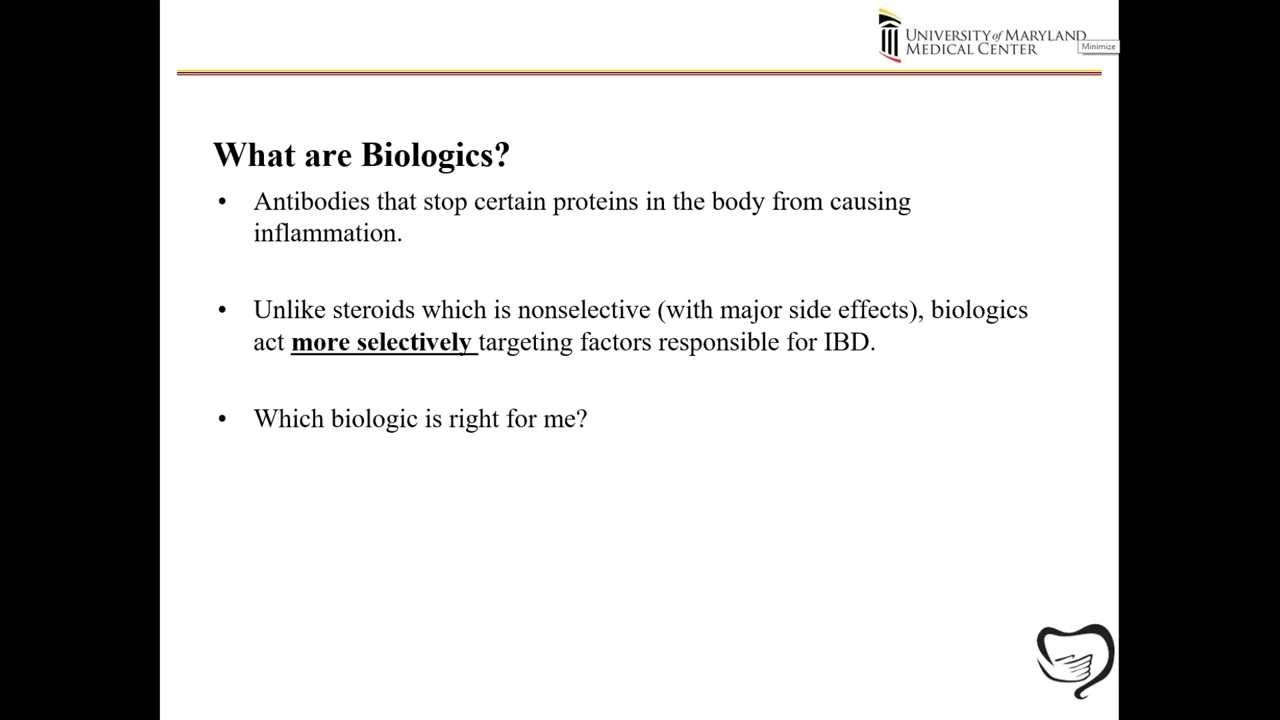 UNIVERSITY of MARYLAND
MEDICAL CENTER
Minimize
What are Biologics?
• Antibodies that stop certain proteins in the body from causing
inflammation.
• Unlike steroids which is nonselective (with major side effects), biologics
act more selectively targeting factors responsible for IBD.
• Which biologic is right for me?